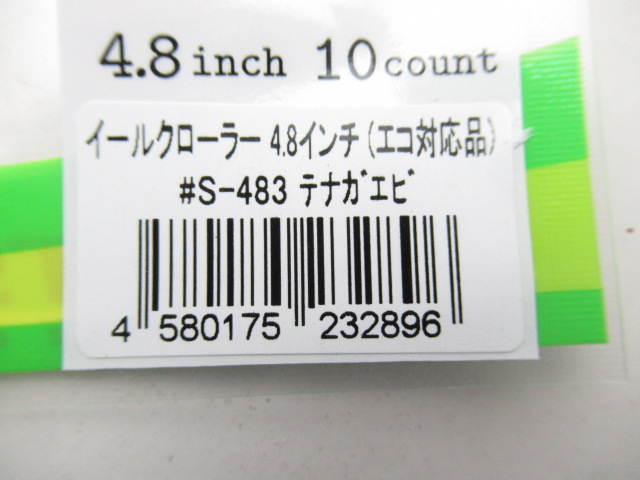 4.8 inch 10 count
イールクローラー 4.8インチ(エコ対応品)
#S-483 テナガエビ
4 580175 232896